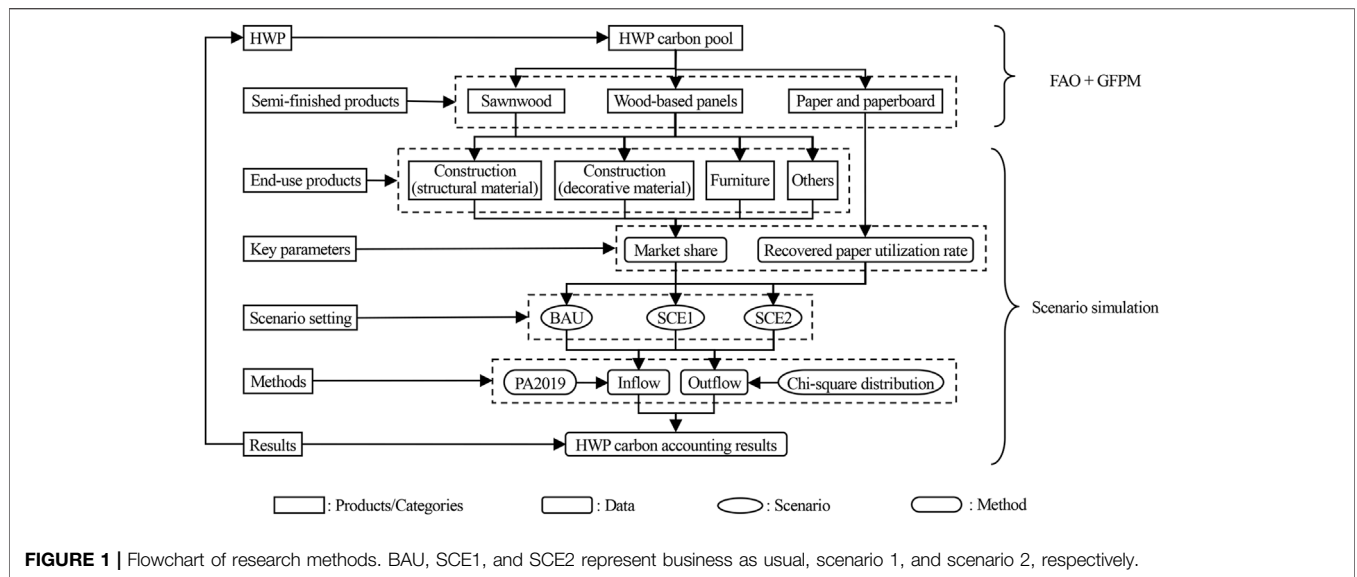 HWP
HWP carbon pool
FAO + GFPM
Semi-finished products
Sawnwood
Wood-based panels
Paper and paperboard
End-use products
Construction
(structural material)
Construction
(decorative material)
Furniture
Others
Key parameters
Market share
Recovered paper utilization rate
Scenario simulation
Scenario setting
BAU
SCE1
SCE2
Methods
PA2019
Inflow
Outflow
Chi-square distribution
Results
HWP carbon accounting results
: Products/Categories
: Data
: Scenario
: Method
FIGURE 1 | Flowchart of research methods. BAU, SCE1, and SCE2 represent business as usual, scenario 1, and scenario 2, respectively.